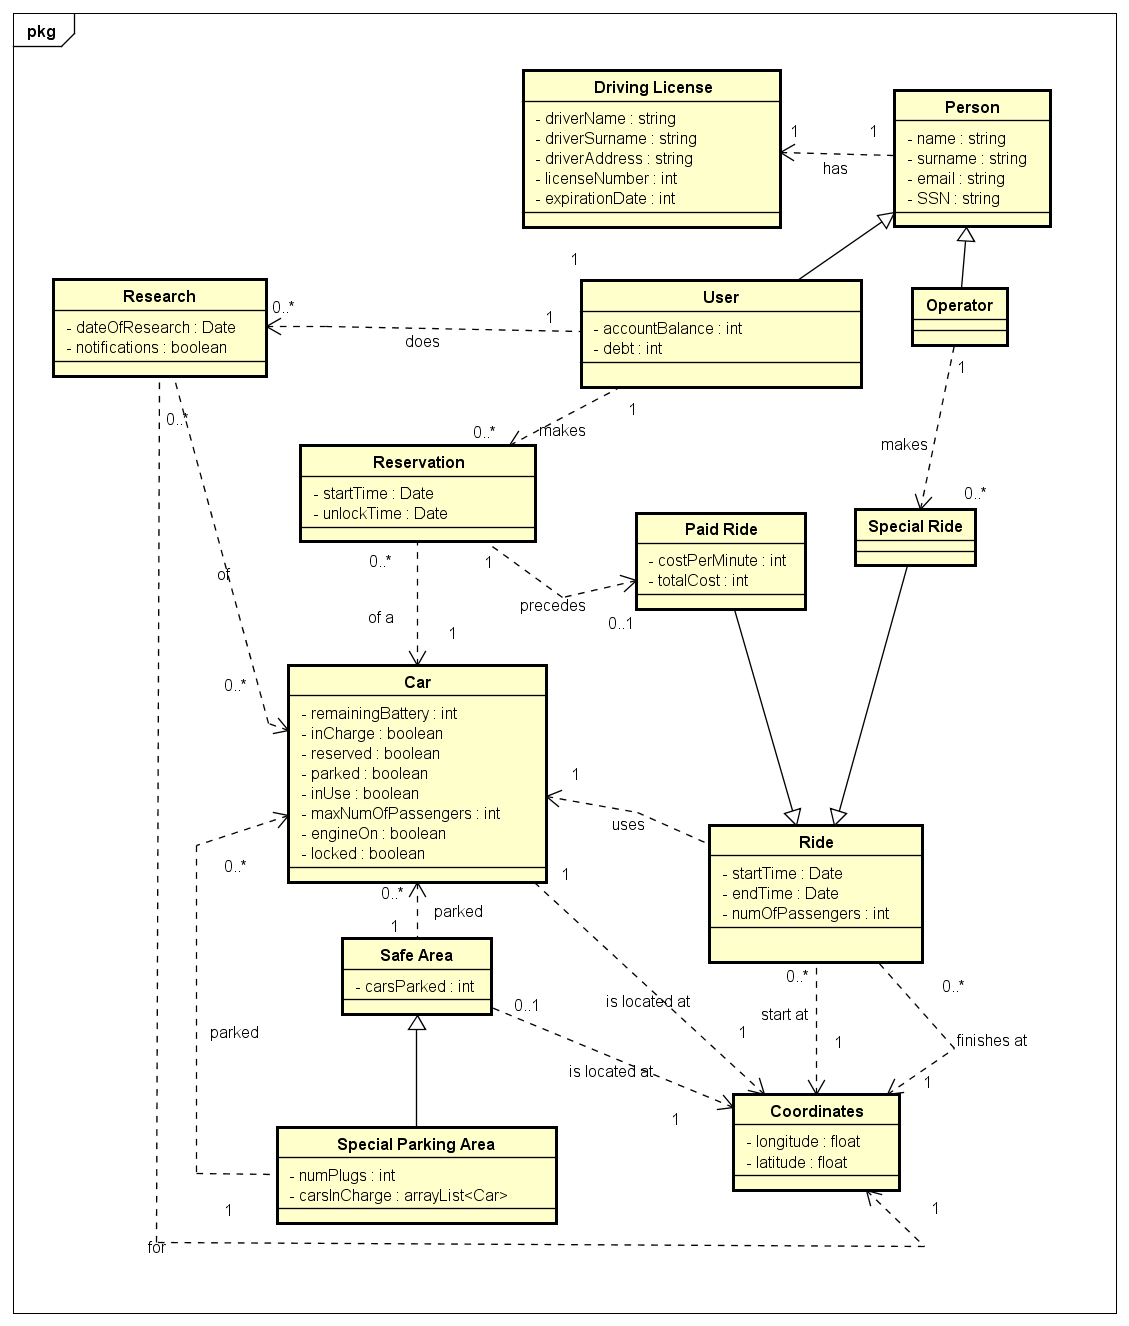 pkg
Driving License
- driverName : string
- driverSurname : string
- driverAddress : string
- licenseNumber : int
- expirationDate : int
Person
- name : string
- surname : string
- email : string
- SSN : string
1
1
has
1
Research
- dateOfResearch : Date
- notifications : boolean
0..*
1
does
User
- accountBalance : int
- debt : int
Operator
1
makes
0..*
1
makes
0..*
0..*
Reservation
- startTime : Date
- unlockTime : Date
Paid Ride
- costPerMinute : int
- totalCost : int
Special Ride
0..*
1
of
precedes
of a
0..1
1
0..*
Car
- remainingBattery : int
- inCharge : boolean
- reserved : boolean
- parked : boolean
- inUse : boolean
- maxNumOfPassengers : int
- engineOn : boolean
- locked : boolean
1
uses
Ride
- startTime : Date
- endTime : Date
- numOfPassengers : int
0..*
1
0..*
parked
1
Safe Area
- carsParked : int
0..*
0..*
0..1
is located at
start at
parked
1
1
finishes at
is located at
1
1
Coordinates
- longitude : float
- latitude : float
Special Parking Area
- numPlugs : int
- carsInCharge : arrayList<Car>
1
1
for